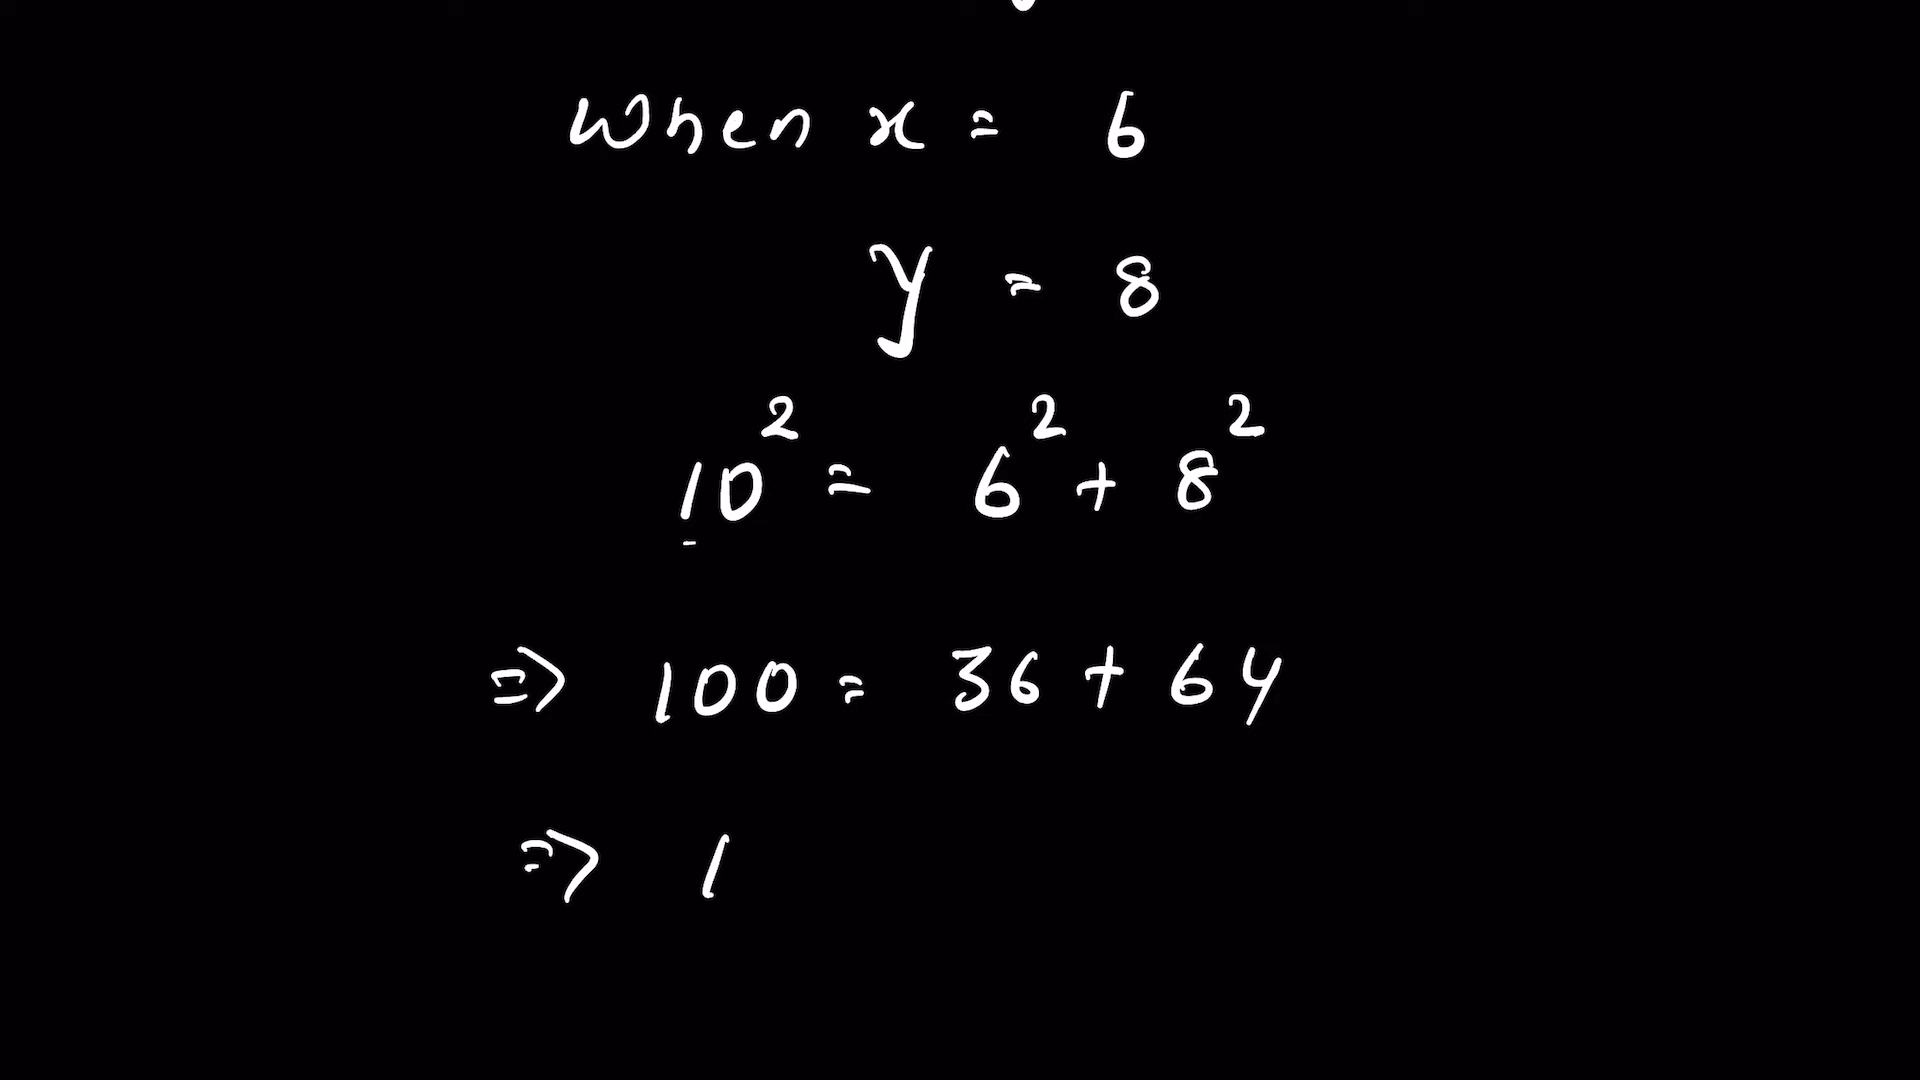 When x = 6
y = 8
10² = 6² + 8²
⇒ 100 = 36 + 64
⇒ 1